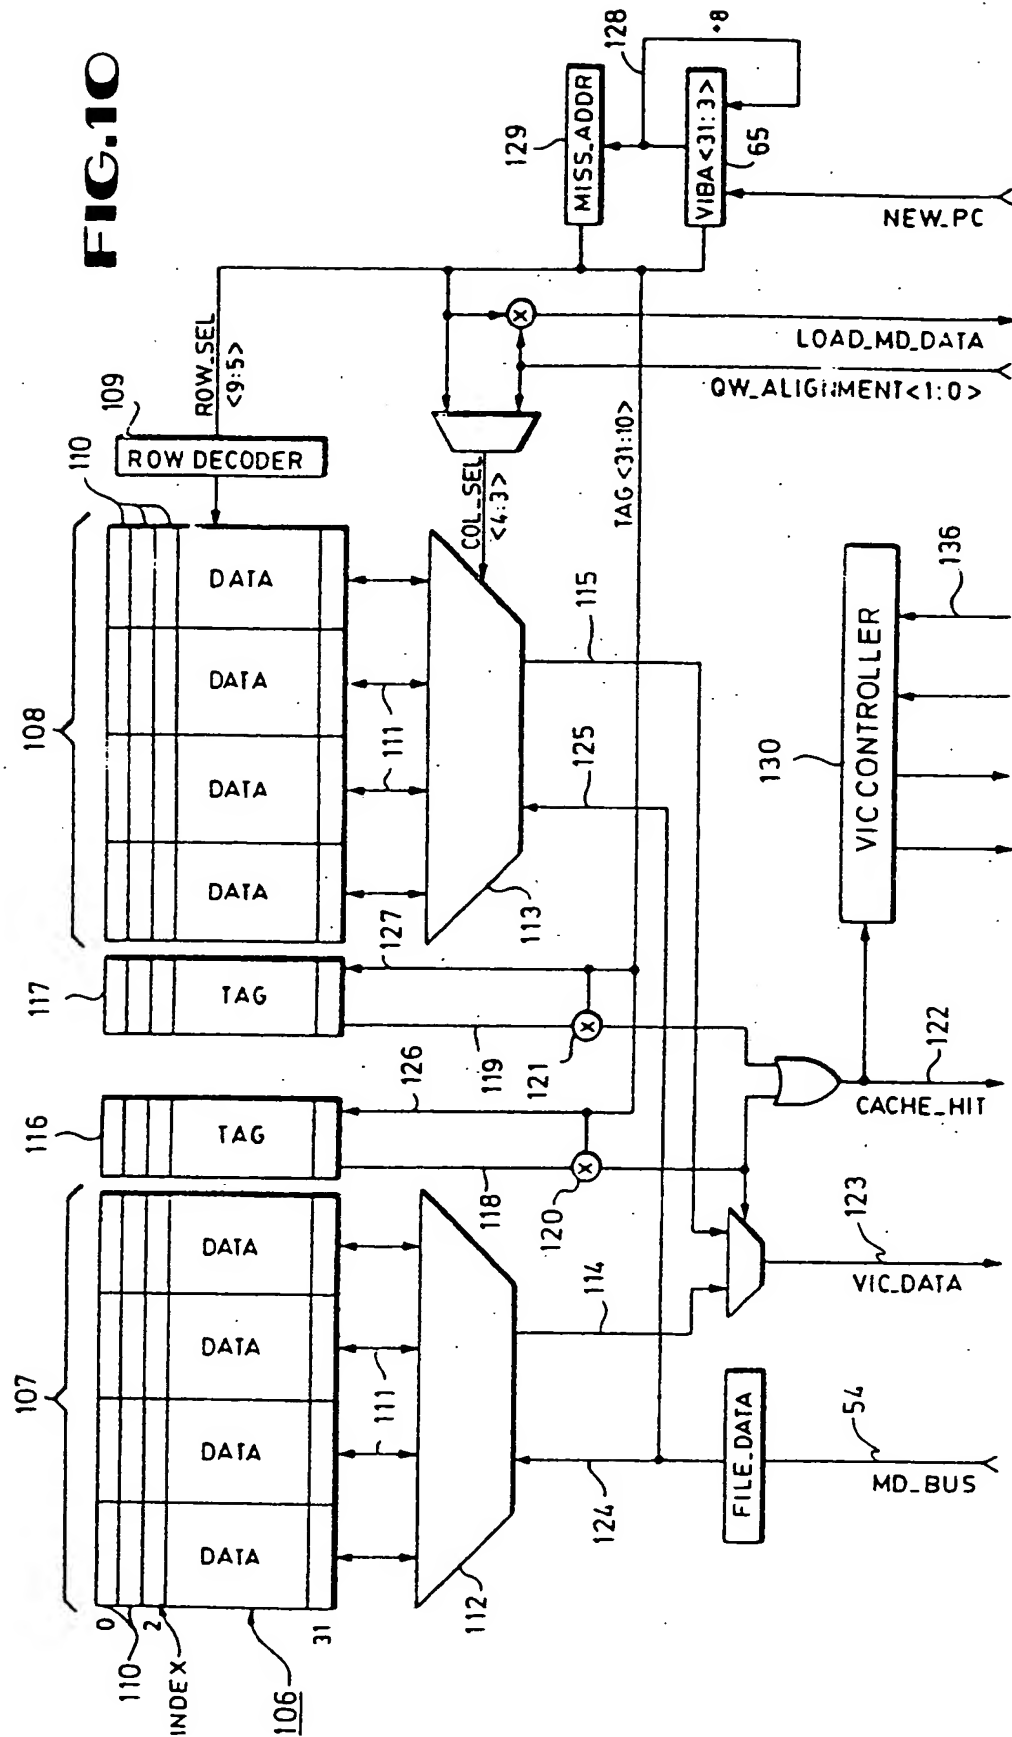 FIG.10
107
116
117
108
0
110
2
INDEX
106
31
DATA
DATA
DATA
DATA
TAG
TAG
DATA
DATA
DATA
DATA
110
109
ROW DECODER
ROW_SEL
<9:5>
129
MISS_ADDR
128
+8
VIBA<31:3>
65
NEW_PC
111
111
112
118
126
119
127
113
COL_SEL
<4:3>
X
120
X
121
X
LOAD_MD_DATA
QW_ALIGNMENT<1:0>
TAG <31:10>
124
114
125
115
FILE_DATA
54
MD_BUS
123
VIC_DATA
122
CACHE_HIT
130
VIC CONTROLLER
136